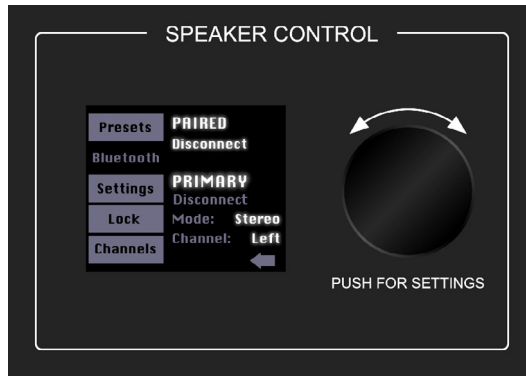 SPEAKER CONTROL
Presets
Bluetooth
Settings
Lock
Channels
PAIRED
Disconnect
PRIMARY
Disconnect
Mode: Stereo
Channel: Left
PUSH FOR SETTINGS